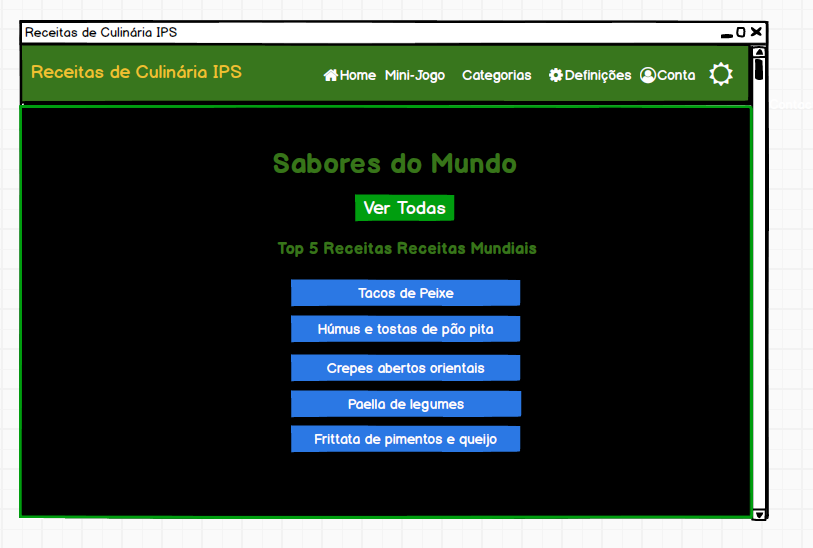 Receitas de Culinária IPS
Receitas de Culinária IPS
Home Mini-Jogo Categorias Definições Conta
Sabores do Mundo
Ver Todas
Top 5 Receitas Receitas Mundiais
Tacos de Peixe
Húmus e tostas de pão pita
Crepes abertos orientais
Paella de legumes
Frittata de pimentos e queijo